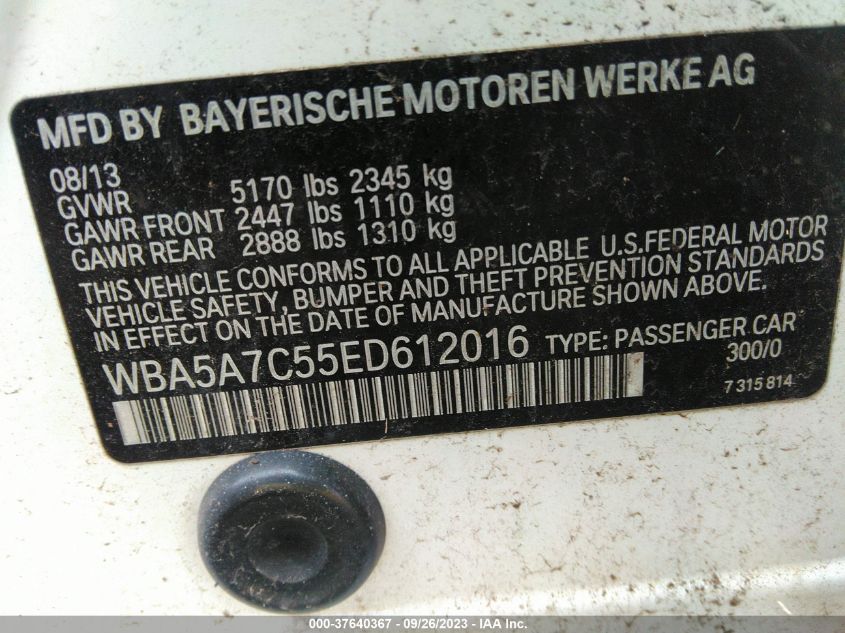 MFD BY BAYERISCHE MOTOREN WERKE AG
08/13
GVWR 5170 lbs 2345 kg
GAWR FRONT 2447 lbs 1110 kg
GAWR REAR 2888 lbs 1310 kg
THIS VEHICLE CONFORMS TO ALL APPLICABLE U.S.FEDERAL MOTOR
VEHICLE SAFETY, BUMPER AND THEFT PREVENTION STANDARDS
IN EFFECT ON THE DATE OF MANUFACTURE SHOWN ABOVE.
WBA5A7C55ED612016 TYPE: PASSENGER CAR
300/0
7 315 814
000-37640367 - 09/26/2023 - IAA Inc.